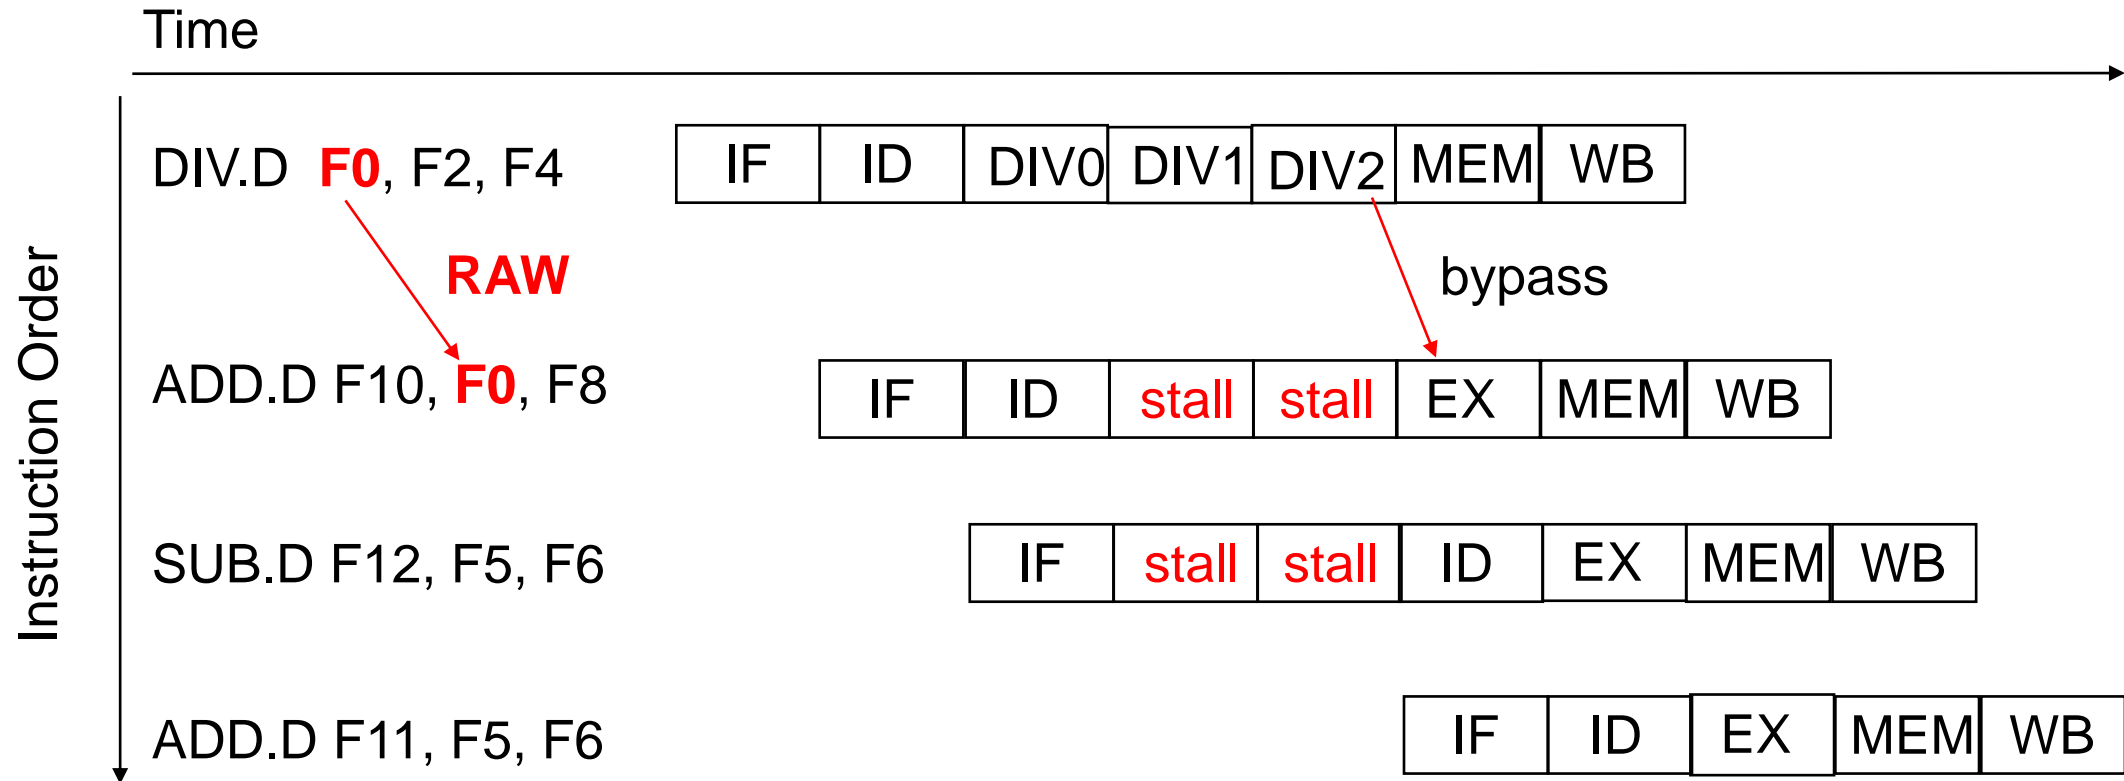 Time
Instruction Order
DIV.D F0, F2, F4 IF ID DIV0 DIV1 DIV2 MEM WB
RAW bypass
ADD.D F10, F0, F8 IF ID stall stall EX MEM WB
SUB.D F12, F5, F6 IF stall stall ID EX MEM WB
ADD.D F11, F5, F6 IF ID EX MEM WB